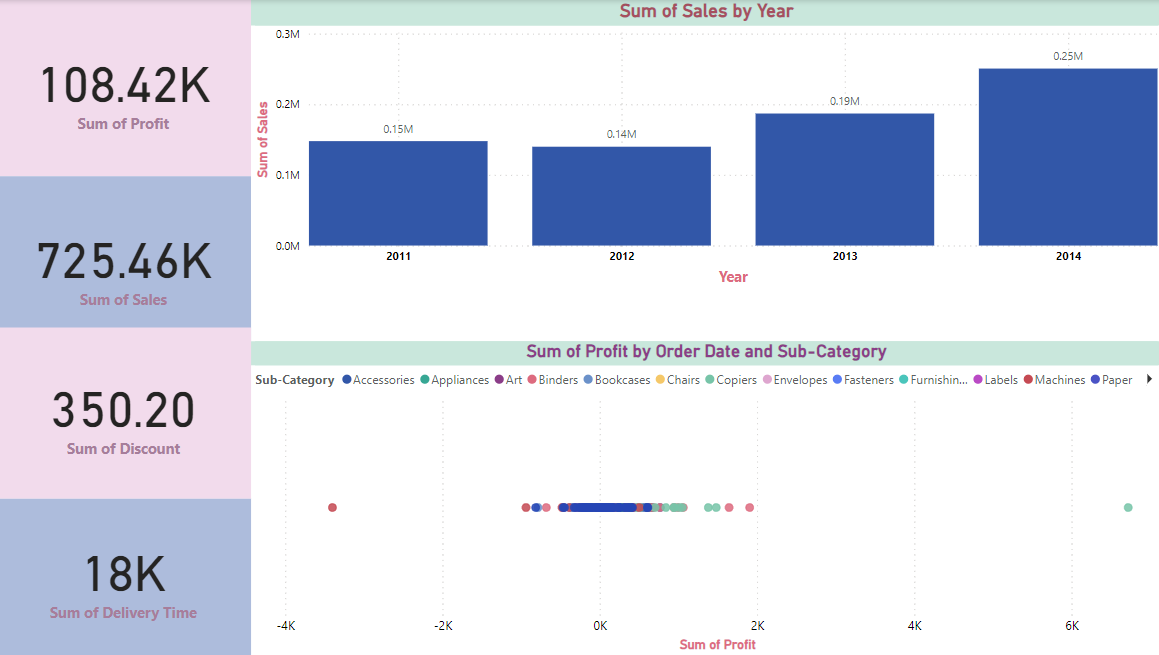 108.42K
Sum of Profit
725.46K
Sum of Sales
350.20
Sum of Discount
18K
Sum of Delivery Time
Sum of Sales by Year
Sum of Sales
0.3M
0.2M
0.1M
0.0M
0.15M
0.14M
0.19M
0.25M
2011 2012 2013 2014
Year
Sum of Profit by Order Date and Sub-Category
Sub-Category Accessories Appliances Art Binders Bookcases Chairs Copiers Envelopes Fasteners Furnishin... Labels Machines Paper
-4K -2K 0K 2K 4K 6K
Sum of Profit